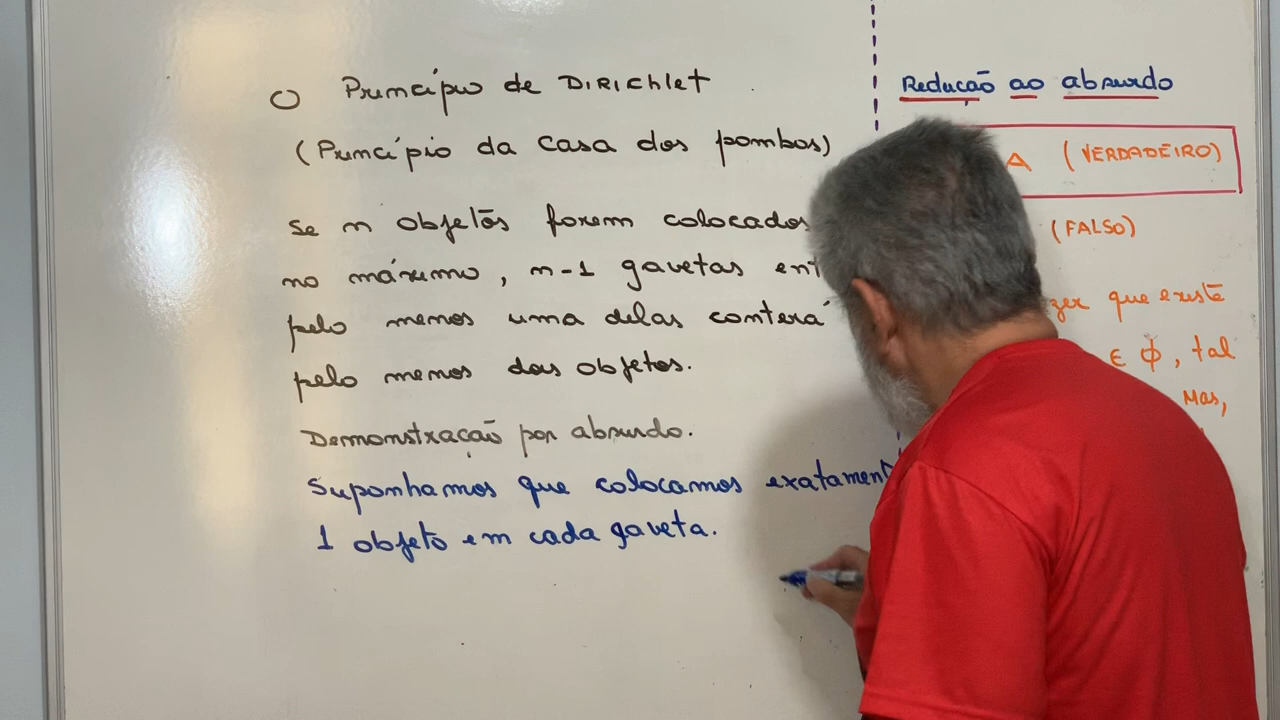 O Princípio de DIRIChlet
(Princípio da casa dos pombos)
Se n objetos forem colocados
no máximo, n-1 gavetas
pelo menos uma delas conterá
pelo menos dois objetos.
Demonstração por absurdo.
Suponhamos que colocamos
1 objeto em cada gaveta.
Redução ao absurdo
A (VERDADEIRO)
(FALSO)
que existe
∈ ϕ, tal
Mas,